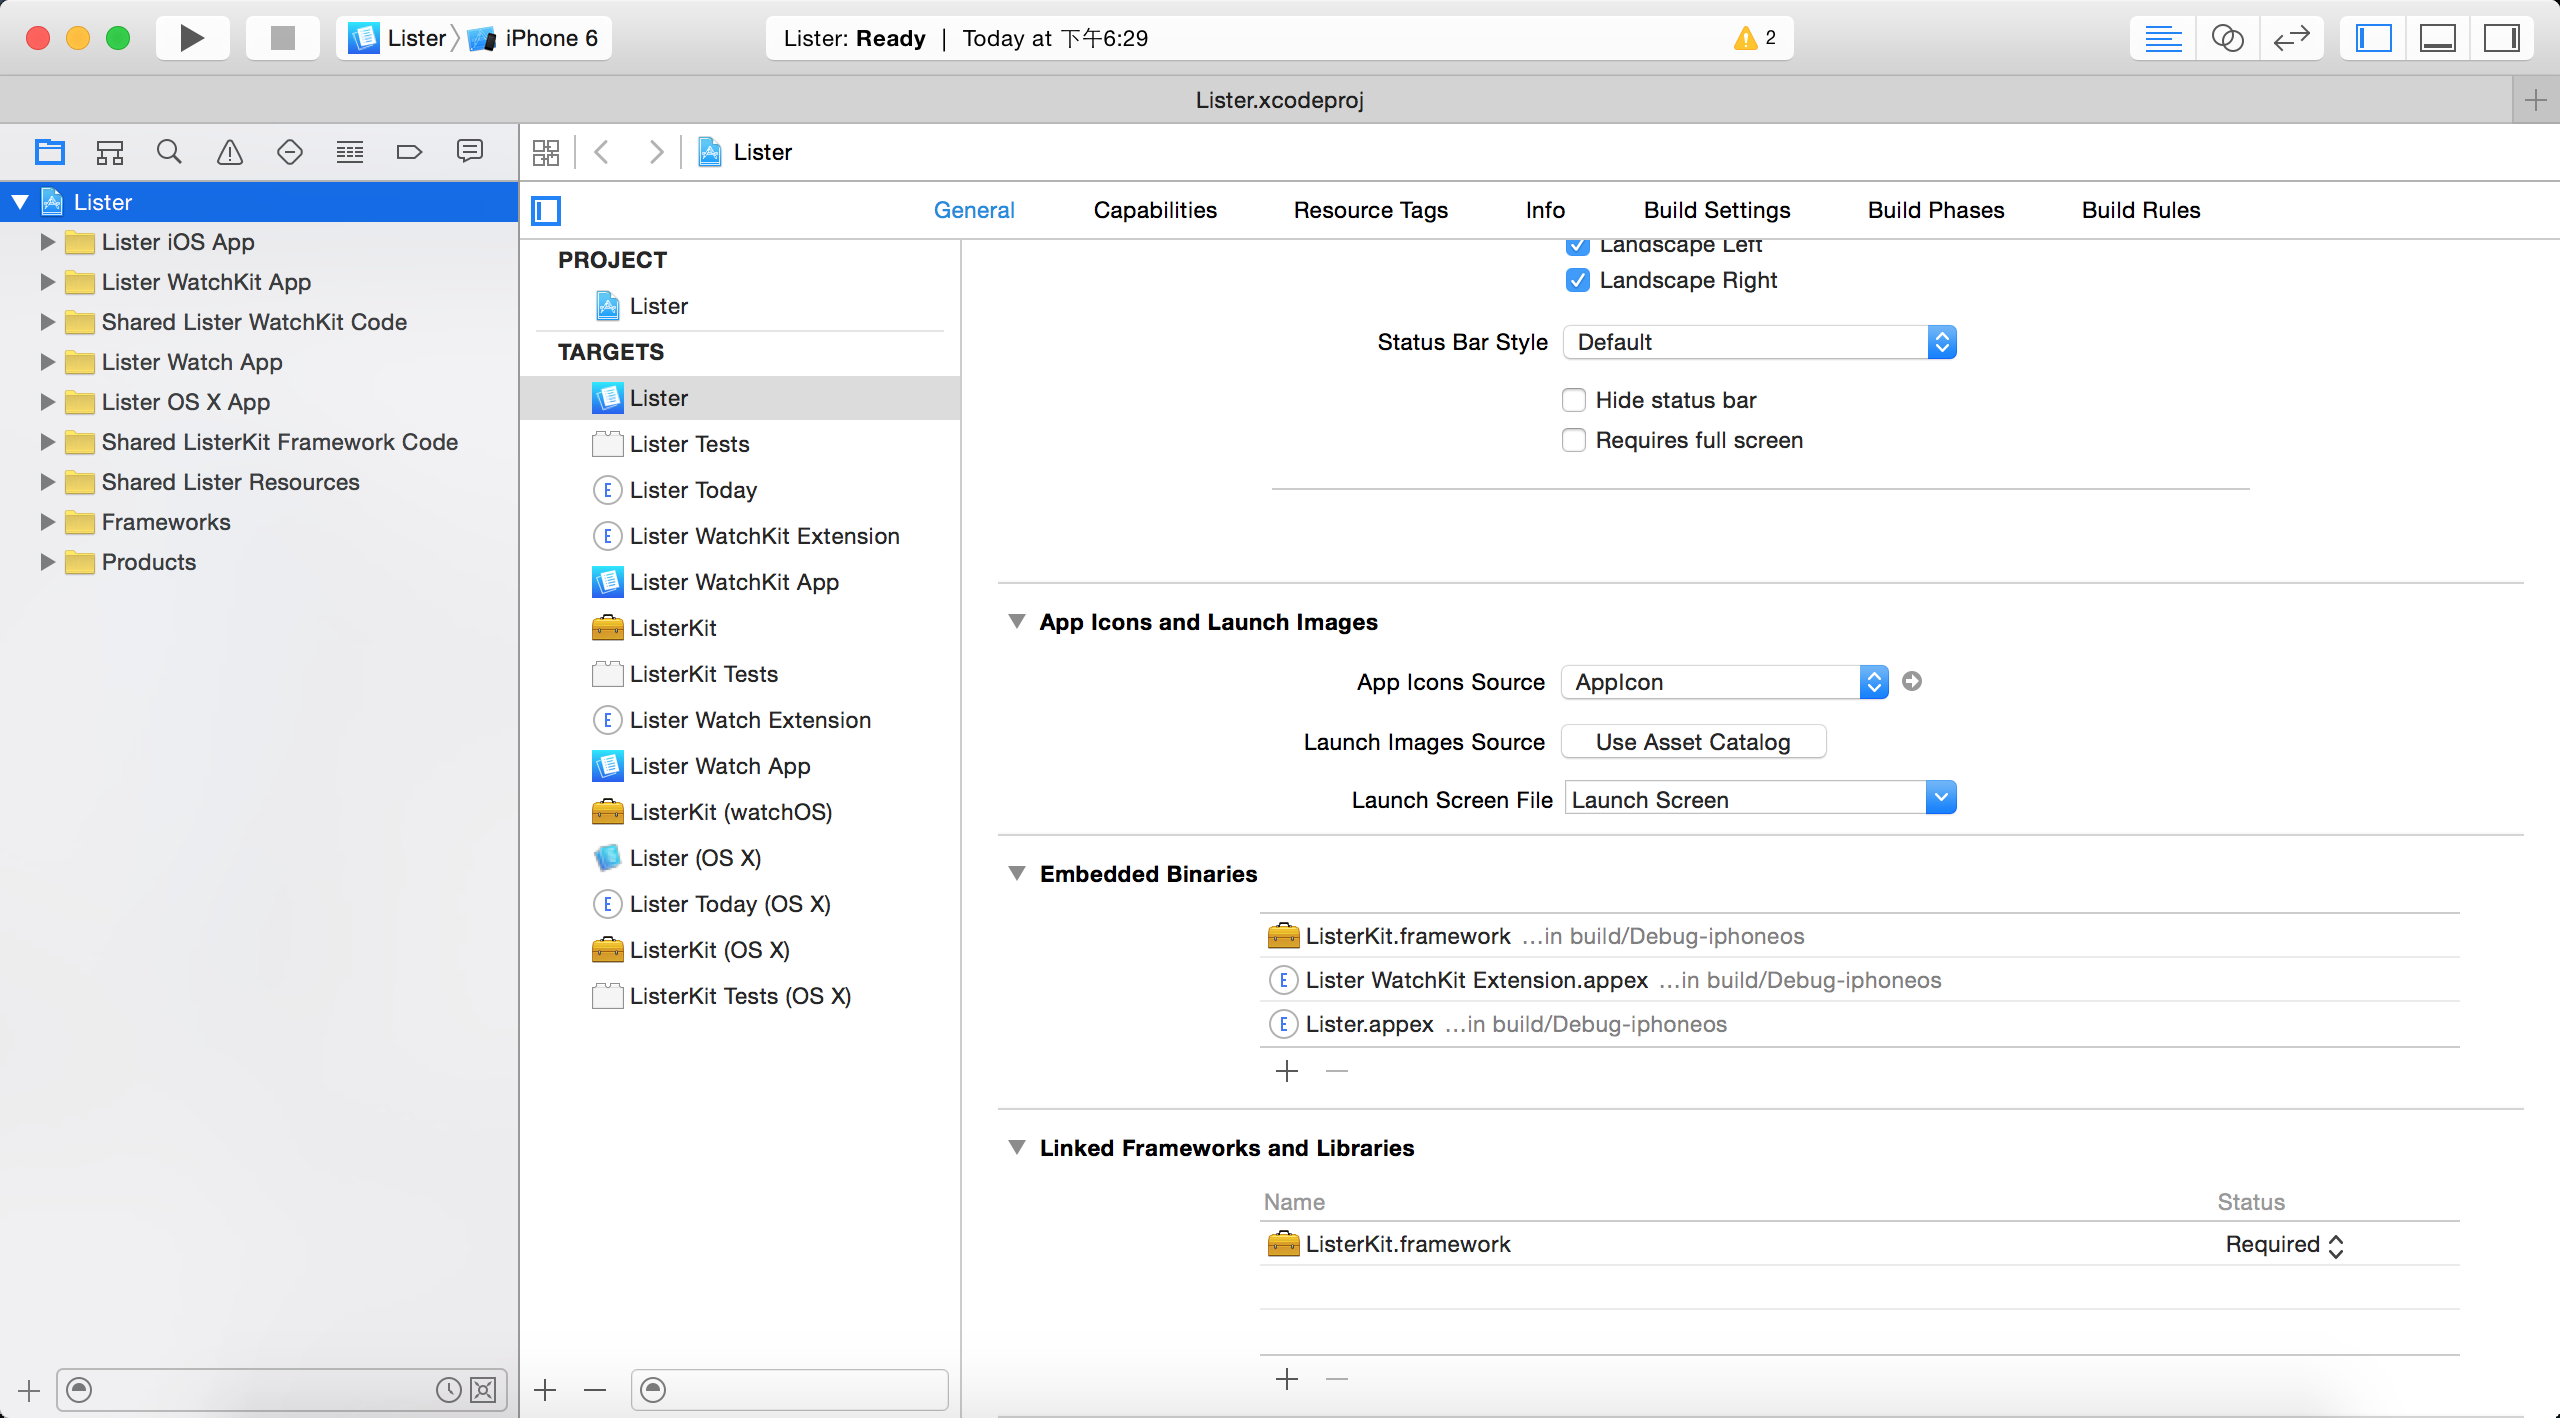 Lister
iPhone 6
Lister: Ready | Today at 下午6:29
2
Lister.xcodeproj
Lister
Lister iOS App
Lister WatchKit App
Shared Lister WatchKit Code
Lister Watch App
Lister OS X App
Shared ListerKit Framework Code
Shared Lister Resources
Frameworks
Products
Lister
General
Capabilities
Resource Tags
Info
Build Settings
Build Phases
Build Rules
PROJECT
Lister
TARGETS
Lister
Lister Tests
E Lister Today
E Lister WatchKit Extension
Lister WatchKit App
ListerKit
ListerKit Tests
E Lister Watch Extension
Lister Watch App
ListerKit (watchOS)
Lister (OS X)
E Lister Today (OS X)
ListerKit (OS X)
ListerKit Tests (OS X)
Landscape Left
Landscape Right
Status Bar Style Default
Hide status bar
Requires full screen
App Icons and Launch Images
App Icons Source AppIcon
Launch Images Source Use Asset Catalog
Launch Screen File Launch Screen
Embedded Binaries
ListerKit.framework ...in build/Debug-iphoneos
E Lister WatchKit Extension.appex ...in build/Debug-iphoneos
E Lister.appex ...in build/Debug-iphoneos
Linked Frameworks and Libraries
Name Status
ListerKit.framework Required